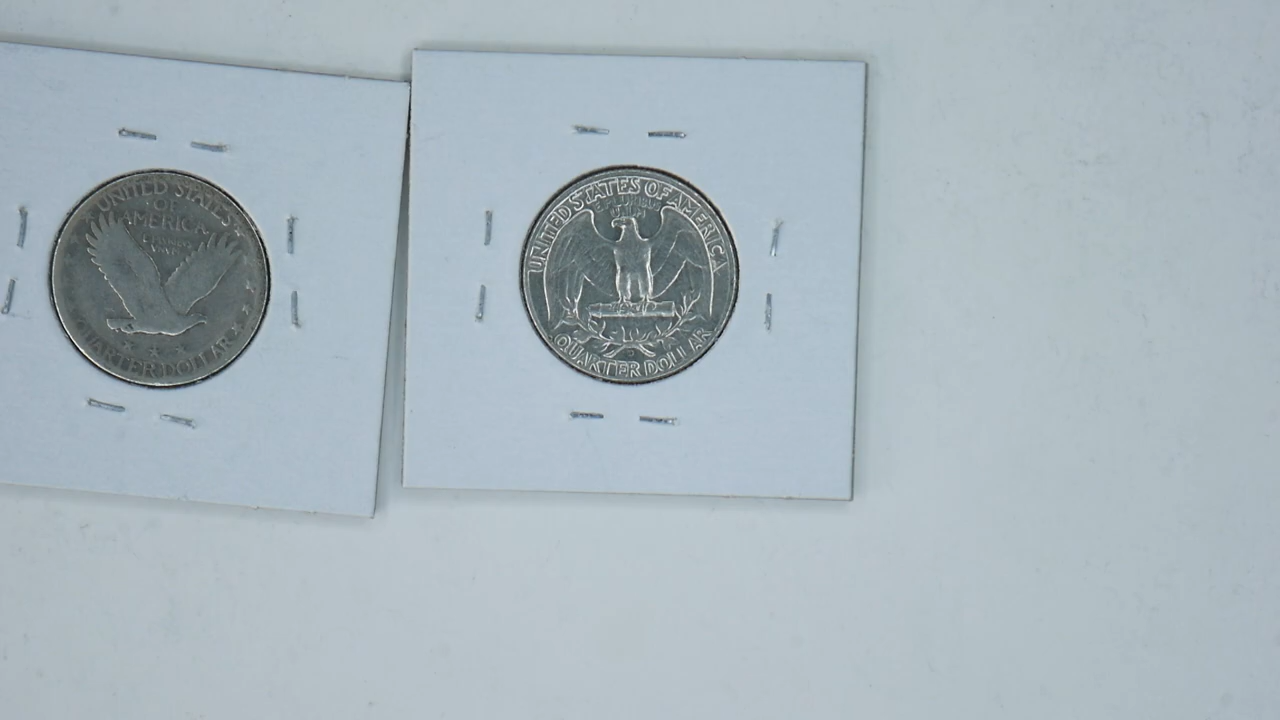 UNITED STATES
OF
AMERICA
E PLURIBUS
UNUM
QUARTER DOLLAR
UNITED STATES OF AMERICA
E PLURIBUS
UNUM
QUARTER DOLLAR